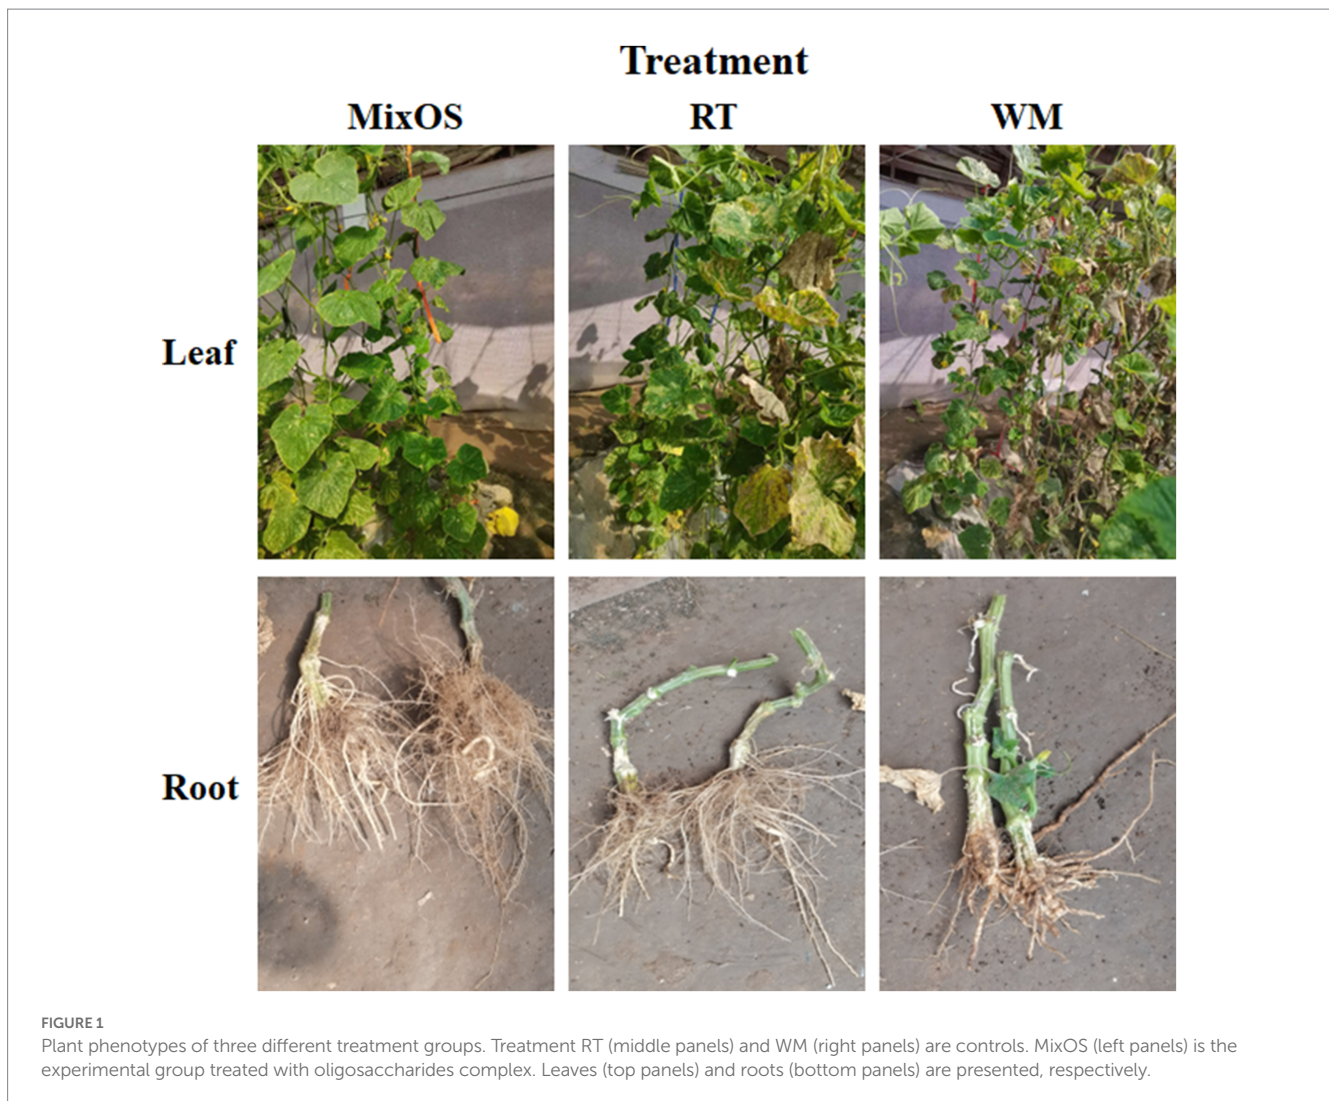 Treatment
MixOS RT WM
Leaf
Root
FIGURE 1
Plant phenotypes of three different treatment groups. Treatment RT (middle panels) and WM (right panels) are controls. MixOS (left panels) is the
experimental group treated with oligosaccharides complex. Leaves (top panels) and roots (bottom panels) are presented, respectively.